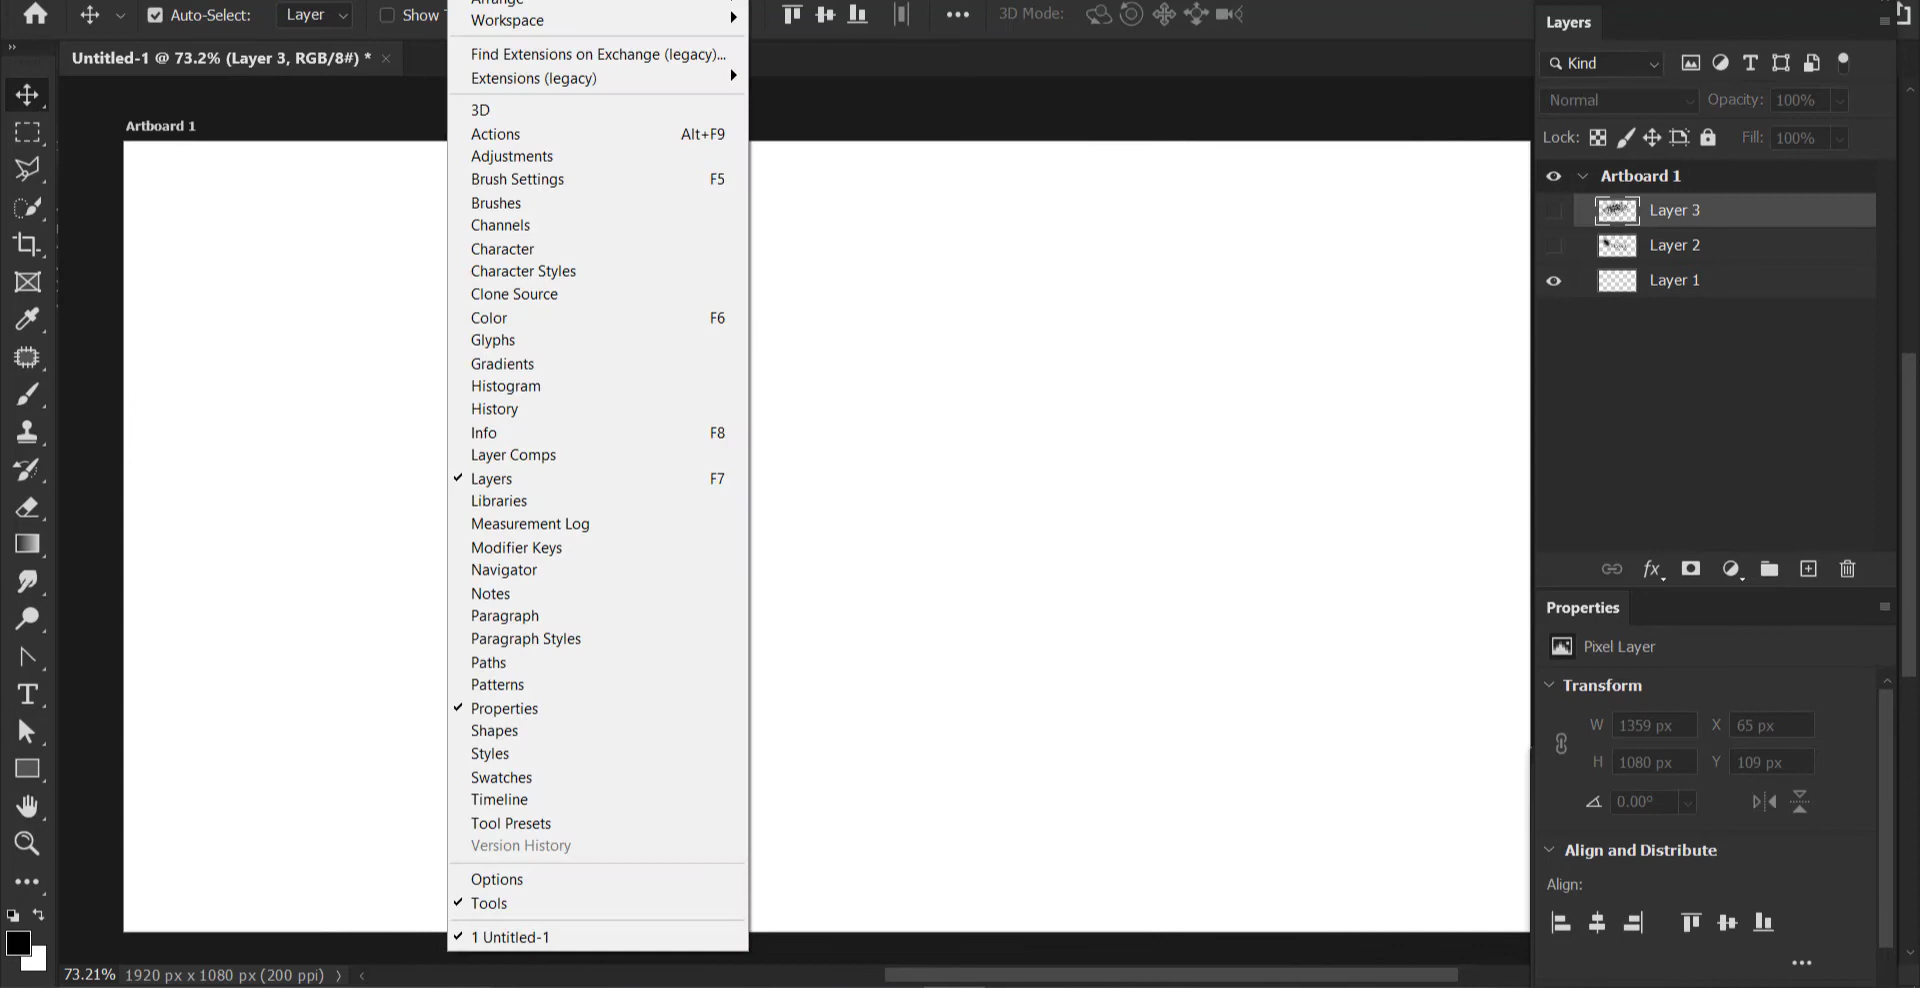 Auto-Select:
Layer
Show
3D Mode:
Untitled-1 @ 73.2% (Layer 3, RGB/8#) *
Artboard 1
Workspace
Find Extensions on Exchange (legacy)...
Extensions (legacy)
3D
Actions Alt+F9
Adjustments
Brush Settings F5
Brushes
Channels
Character
Character Styles
Clone Source
Color F6
Glyphs
Gradients
Histogram
History
Info F8
Layer Comps
Layers F7
Libraries
Measurement Log
Modifier Keys
Navigator
Notes
Paragraph
Paragraph Styles
Paths
Patterns
Properties
Shapes
Styles
Swatches
Timeline
Tool Presets
Version History
Options
Tools
1 Untitled-1
73.21% 1920 px x 1080 px (200 ppi)
Layers
Kind
Normal Opacity: 100%
Lock: Fill: 100%
Artboard 1
Layer 3
Layer 2
Layer 1
fx
Properties
Pixel Layer
Transform
W 1359 px X 65 px
H 1080 px Y 109 px
0.00°
Align and Distribute
Align: